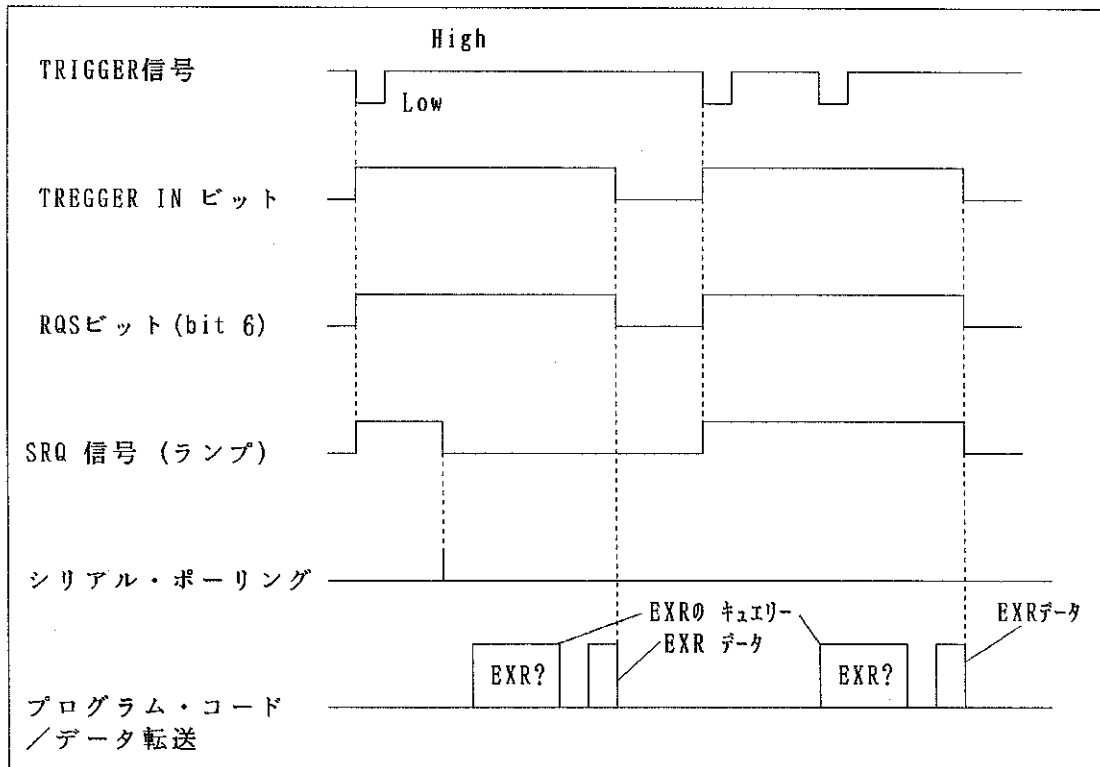 High
TRIGGER信号
Low
TREGGER IN ビット
RQSビット(bit 6)
SRQ 信号 (ランプ)
シリアル・ポーリング
EXRの キュエリー
EXRデータ
EXR データ
EXR?
EXR?
プログラム・コード
/データ転送